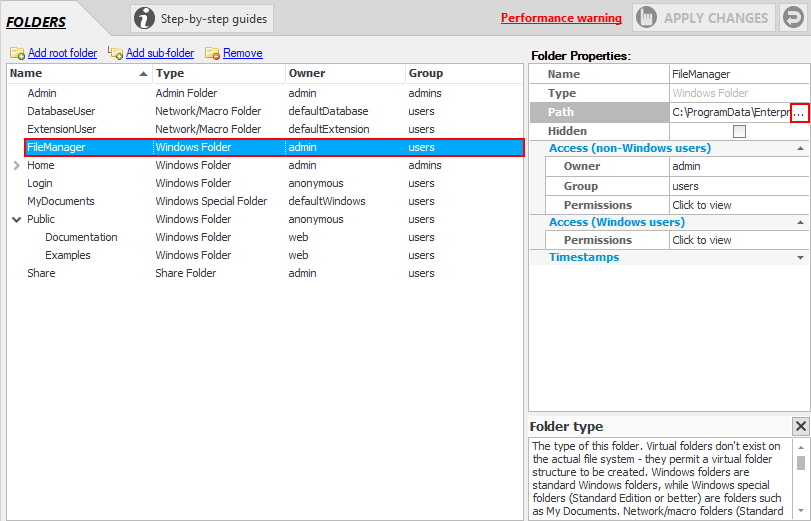 FOLDERS
Step-by-step guides
Performance warning
APPLY CHANGES
Add root folder Add sub-folder Remove
Name Type Owner Group
Admin Admin Folder admin admins
DatabaseUser Network/Macro Folder defaultDatabase users
ExtensionUser Network/Macro Folder defaultExtension users
FileManager Windows Folder admin users
Home Windows Folder admin admins
Login Windows Folder anonymous users
MyDocuments Windows Special Folder defaultWindows users
Public Windows Folder anonymous users
Documentation Windows Folder web users
Examples Windows Folder web users
Share Share Folder admin users
Folder Properties:
Name FileManager
Type Windows Folder
Path C:\ProgramData\Enterpr ...
Hidden
Access (non-Windows users)
Owner admin
Group users
Permissions Click to view
Access (Windows users)
Permissions Click to view
Timestamps
Folder type
The type of this folder. Virtual folders don't exist on
the actual file system - they permit a virtual folder
structure to be created. Windows folders are
standard Windows folders, while Windows special
folders (Standard Edition or better) are folders such
as My Documents. Network/macro folders (Standard